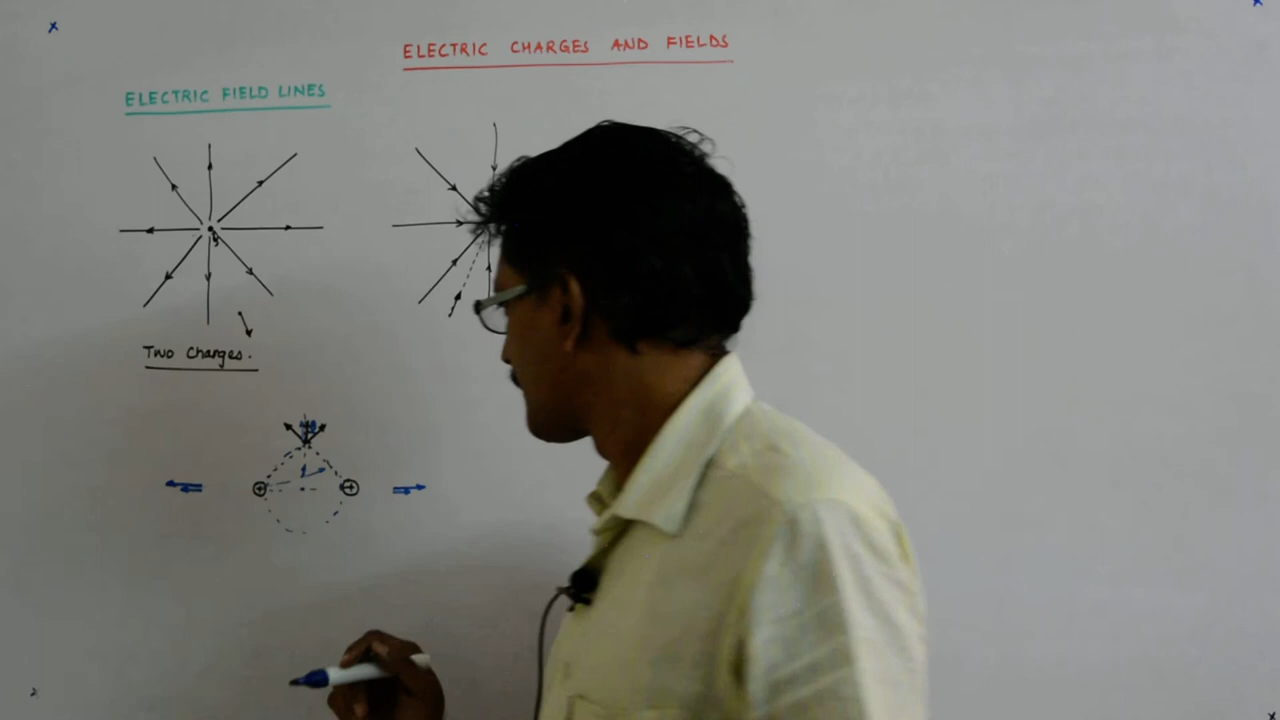 ELECTRIC CHARGES AND FIELDS
ELECTRIC FIELD LINES
Two Charges.
+ +